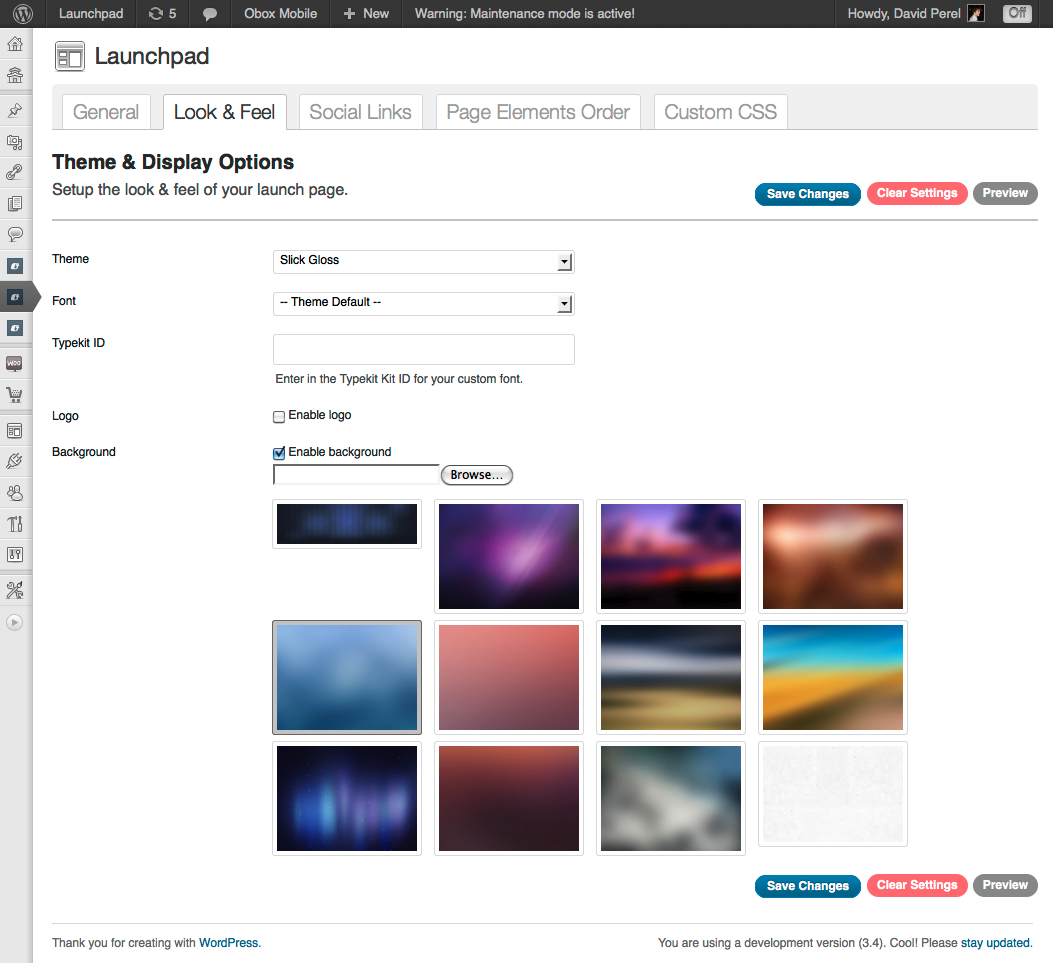 Launchpad 5 Obox Mobile New Warning: Maintenance mode is active! Howdy, David Perel Off
Launchpad
General Look & Feel Social Links Page Elements Order Custom CSS
Theme & Display Options
Setup the look & feel of your launch page.
Save Changes Clear Settings Preview
Theme Slick Gloss
Font -- Theme Default --
Typekit ID
Enter in the Typekit Kit ID for your custom font.
Logo Enable logo
Background Enable background
Browse...
WOO
Save Changes Clear Settings Preview
Thank you for creating with WordPress. You are using a development version (3.4). Cool! Please stay updated.